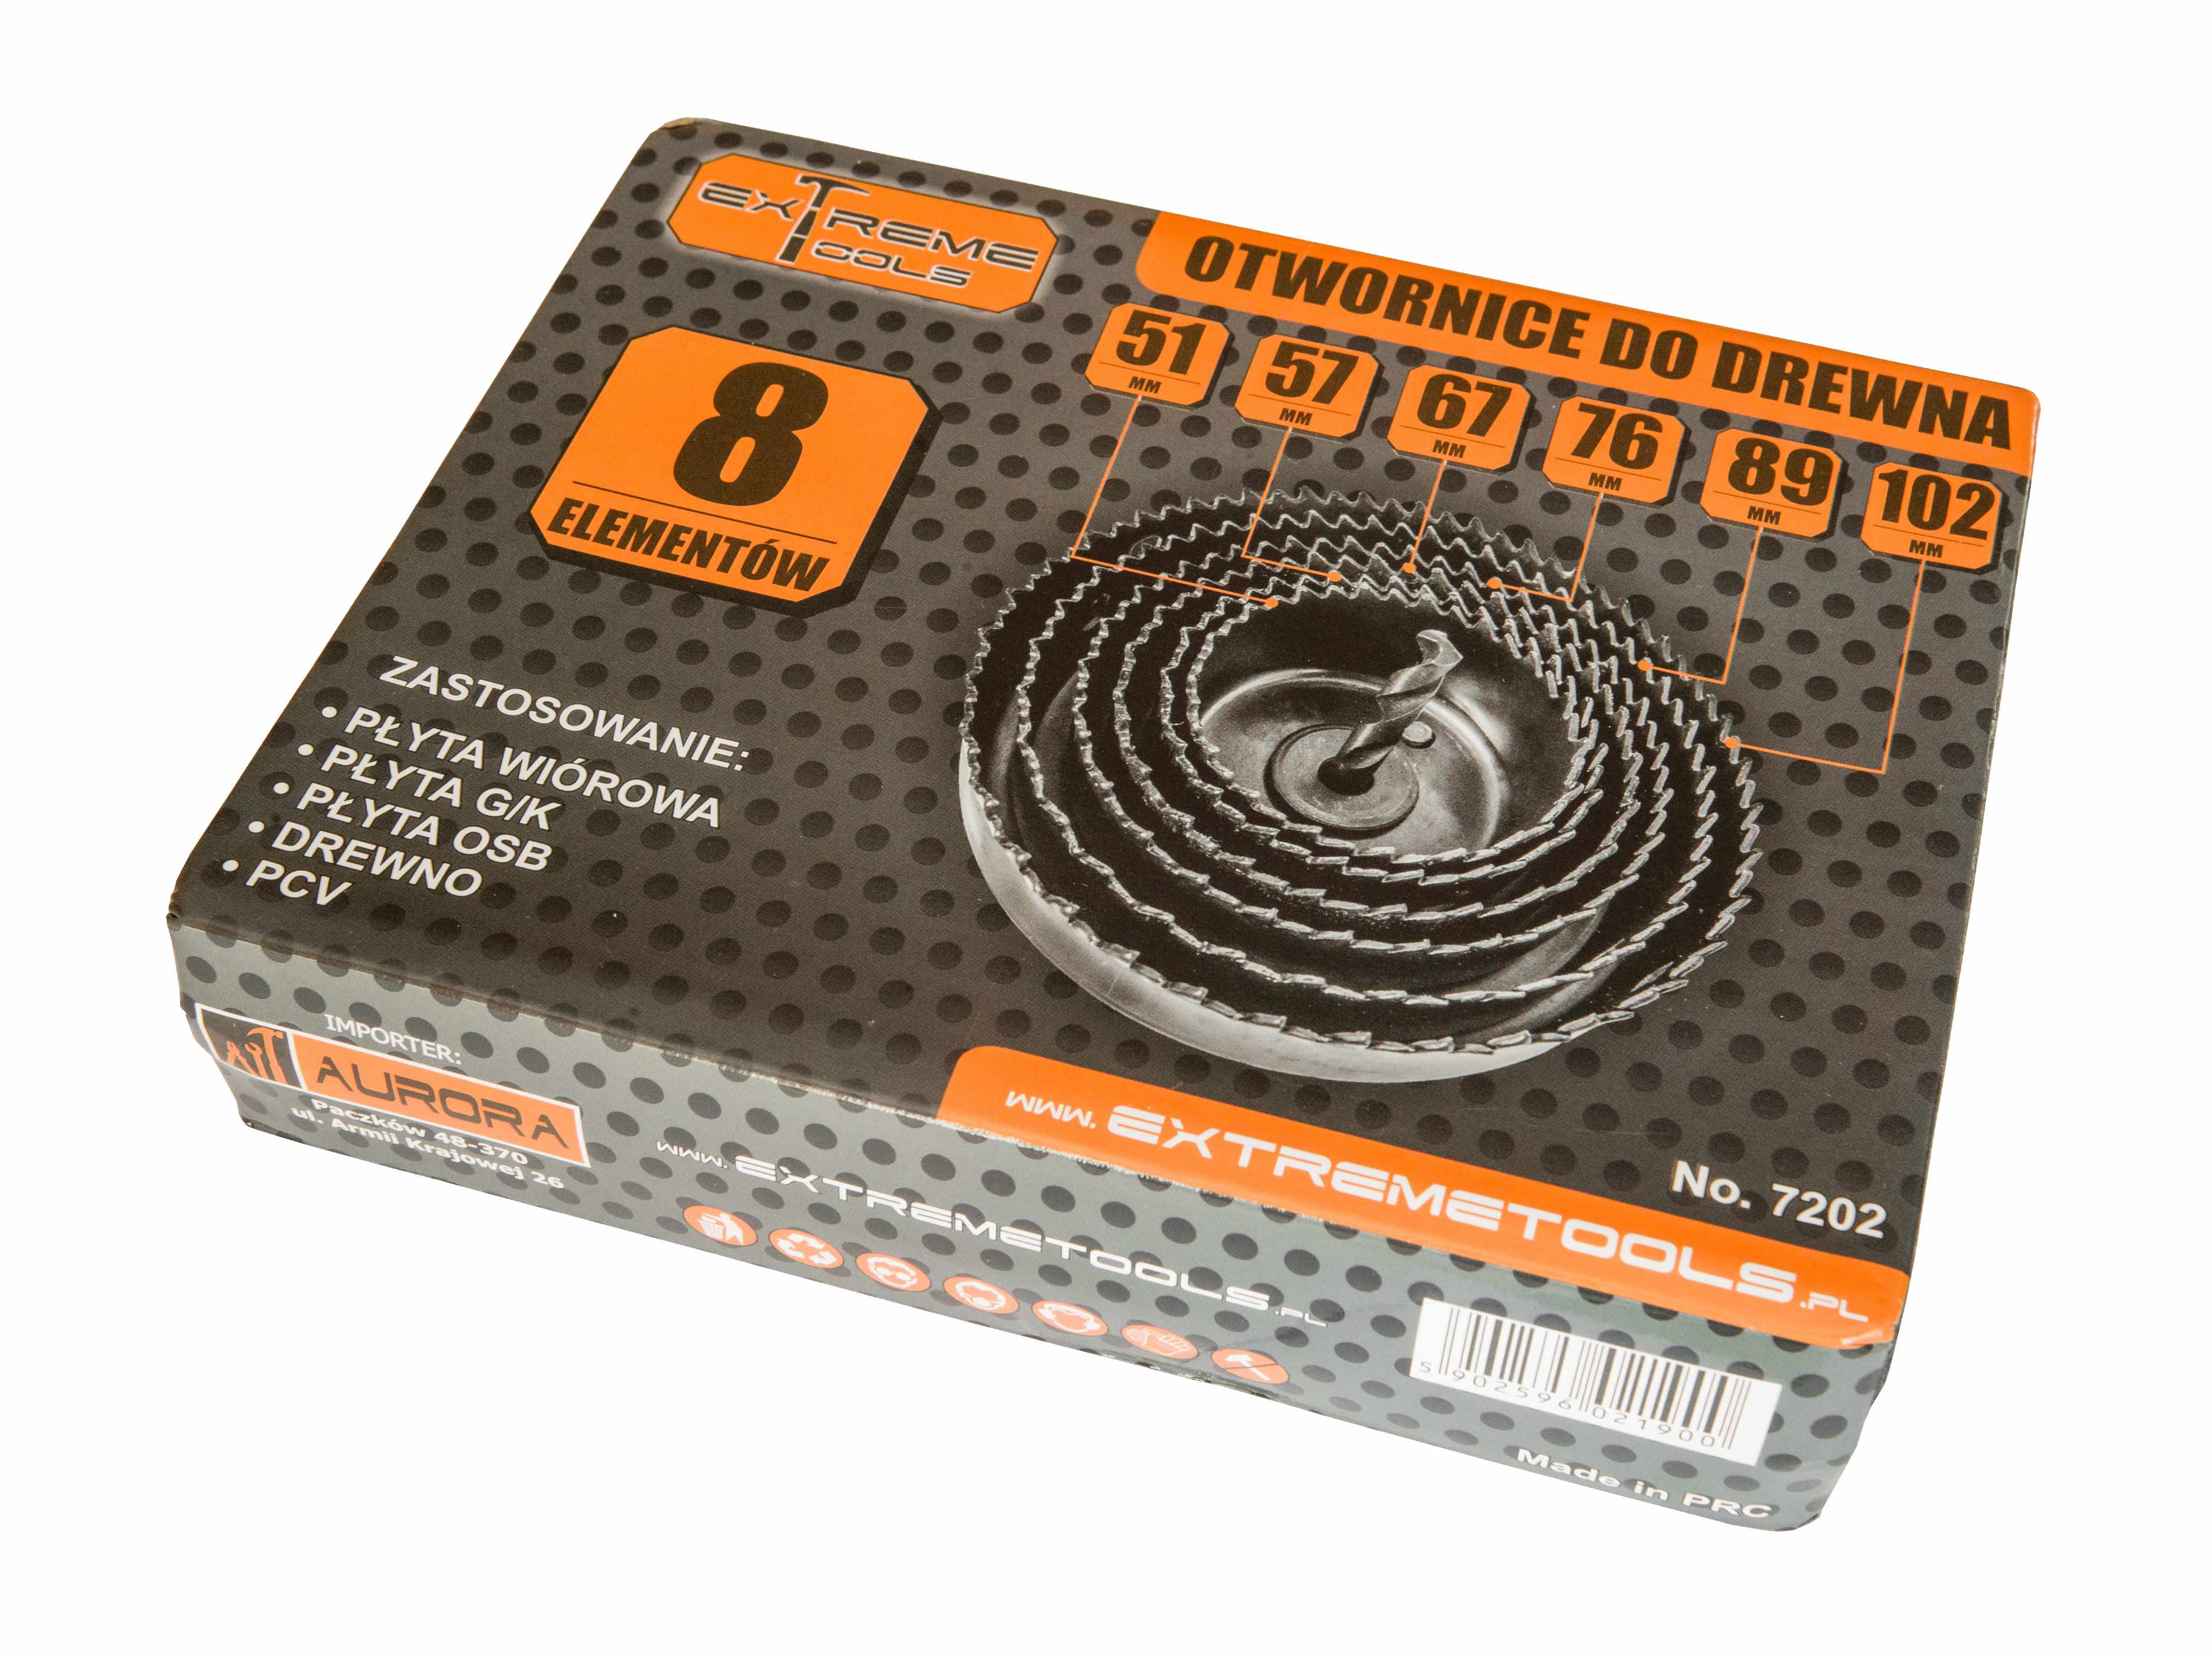 EXTREME
TOOLS
OTWORNICE DO DREWNA
51
MM
57
MM
67
MM
76
MM
89
MM
102
MM
8
ELEMENTÓW
ZASTOSOWANIE:
• PŁYTA WIÓROWA
• PŁYTA G/K
• PŁYTA OSB
• DREWNO
• PCV
www.EXTREMETOOLS.PL
No. 7202
IMPORTER:
AURORA
Paczków 48-370
ul. Armii Krajowej 26
www.EXTREMETOOLS.PL
5 902596 021900
Made in PRC